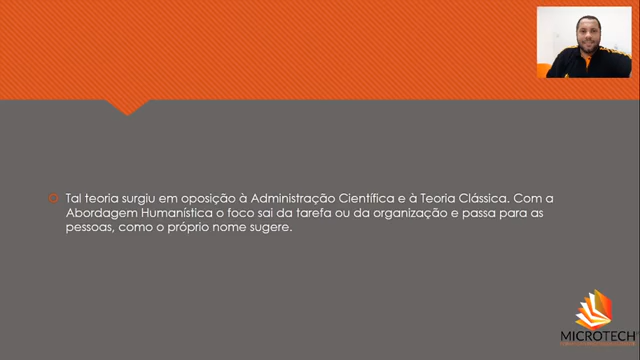 Tal teoria surgiu em oposição à Administração Científica e à Teoria Clássica. Com a
Abordagem Humanística o foco sai da tarefa ou da organização e passa para as
pessoas, como o próprio nome sugere.
MICROTECH